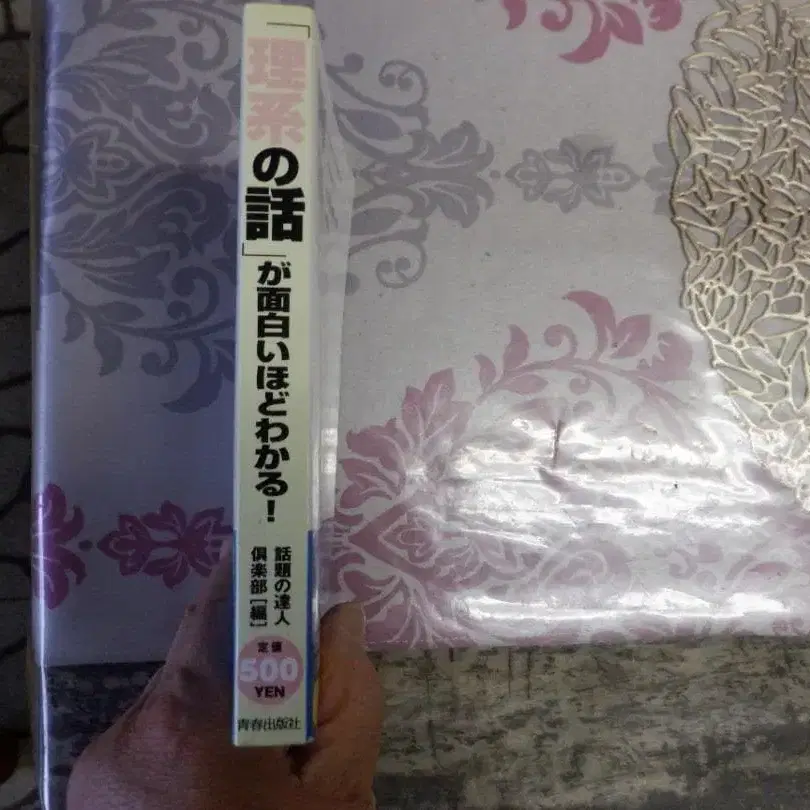 「理系の話」が面白いほどわかる!
話題の達人
倶楽部[編]
定価
500
YEN
青春出版社